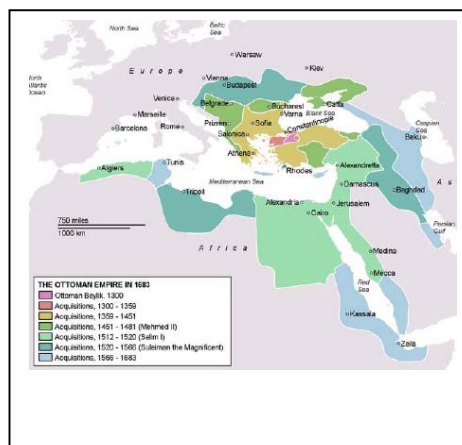 North Sea
Baltic
Sea
Warsaw
Kiev
Europe
North
Atlantic
Ocean
Vienna
Budapest
Venice
Belgrade
Bucharest
Caffa
Marseille
Varna
Black Sea
Caspian
Sea
Barcelona
Rome
Prizren
Sofia
Constantinople
Baku
Salonica
Athens
Algiers
Tunis
Rhodes
Alexandretta
As
Mediterranean Sea
Damascus
Baghdad
Tripoli
Alexandria
Jerusalem
Cairo
Persian
Gulf
750 miles
1000 km
Africa
Medina
Mecca
Red
Sea
Kassala
Zeila
THE OTTOMAN EMPIRE IN 1683
Ottoman Beylik, 1300
Acquisitions, 1300 - 1359
Acquisitions, 1359 - 1451
Acquisitions, 1451 - 1481 (Mehmed II)
Acquisitions, 1512 - 1520 (Selim I)
Acquisitions, 1520 - 1566 (Suleiman the Magnificent)
Acquisitions, 1566 - 1683